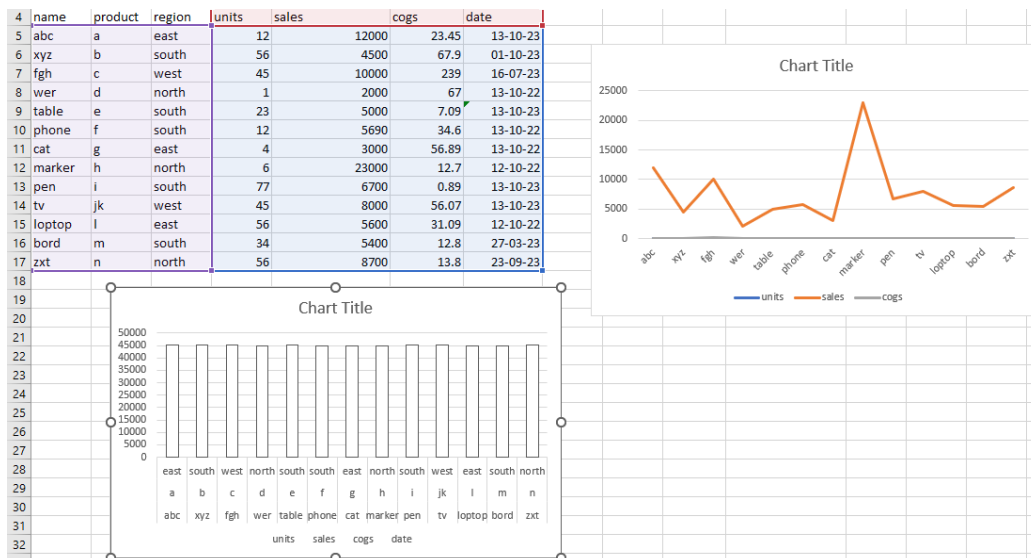 4 name product region units sales cogs date
5 abc a east 12 12000 23.45 13-10-23
6 xyz b south 56 4500 67.9 01-10-23
7 fgh c west 45 10000 239 16-07-23
8 wer d north 1 2000 67 13-10-22
9 table e south 23 5000 7.09 13-10-23
10 phone f south 12 5690 34.6 13-10-22
11 cat g east 4 3000 56.89 13-10-22
12 marker h north 6 23000 12.7 12-10-22
13 pen i south 77 6700 0.89 13-10-23
14 tv jk west 45 8000 56.07 13-10-23
15 loptop l east 56 5600 31.09 12-10-22
16 bord m south 34 5400 12.8 27-03-23
17 zxt n north 56 8700 13.8 23-09-23
18
19
20
21
22
23
24
25
26
27
28
29
30
31
32
Chart Title
25000
20000
15000
10000
5000
0
abc xyz fgh wer table phone cat marker pen tv loptop bord zxt
units sales cogs
Chart Title
50000
45000
40000
35000
30000
25000
20000
15000
10000
5000
0
east south west north south south east north south west east south north
a b c d e f g h i jk l m n
abc xyz fgh wer table phone cat marker pen tv loptop bord zxt
units sales cogs date